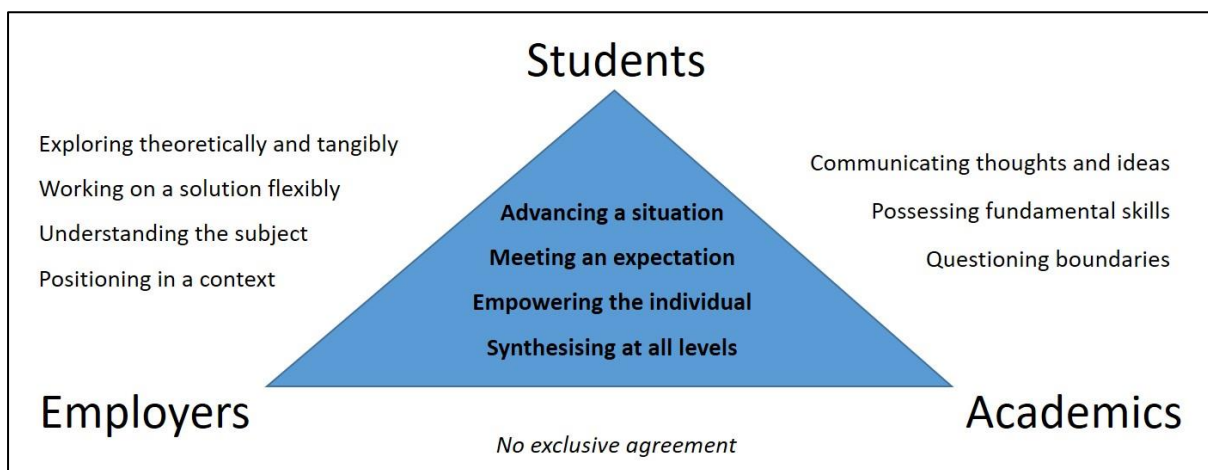 Students
Exploring theoretically and tangibly
Working on a solution flexibly
Understanding the subject
Positioning in a context
Communicating thoughts and ideas
Possessing fundamental skills
Questioning boundaries
Advancing a situation
Meeting an expectation
Empowering the individual
Synthesising at all levels
Employers
Academics
No exclusive agreement